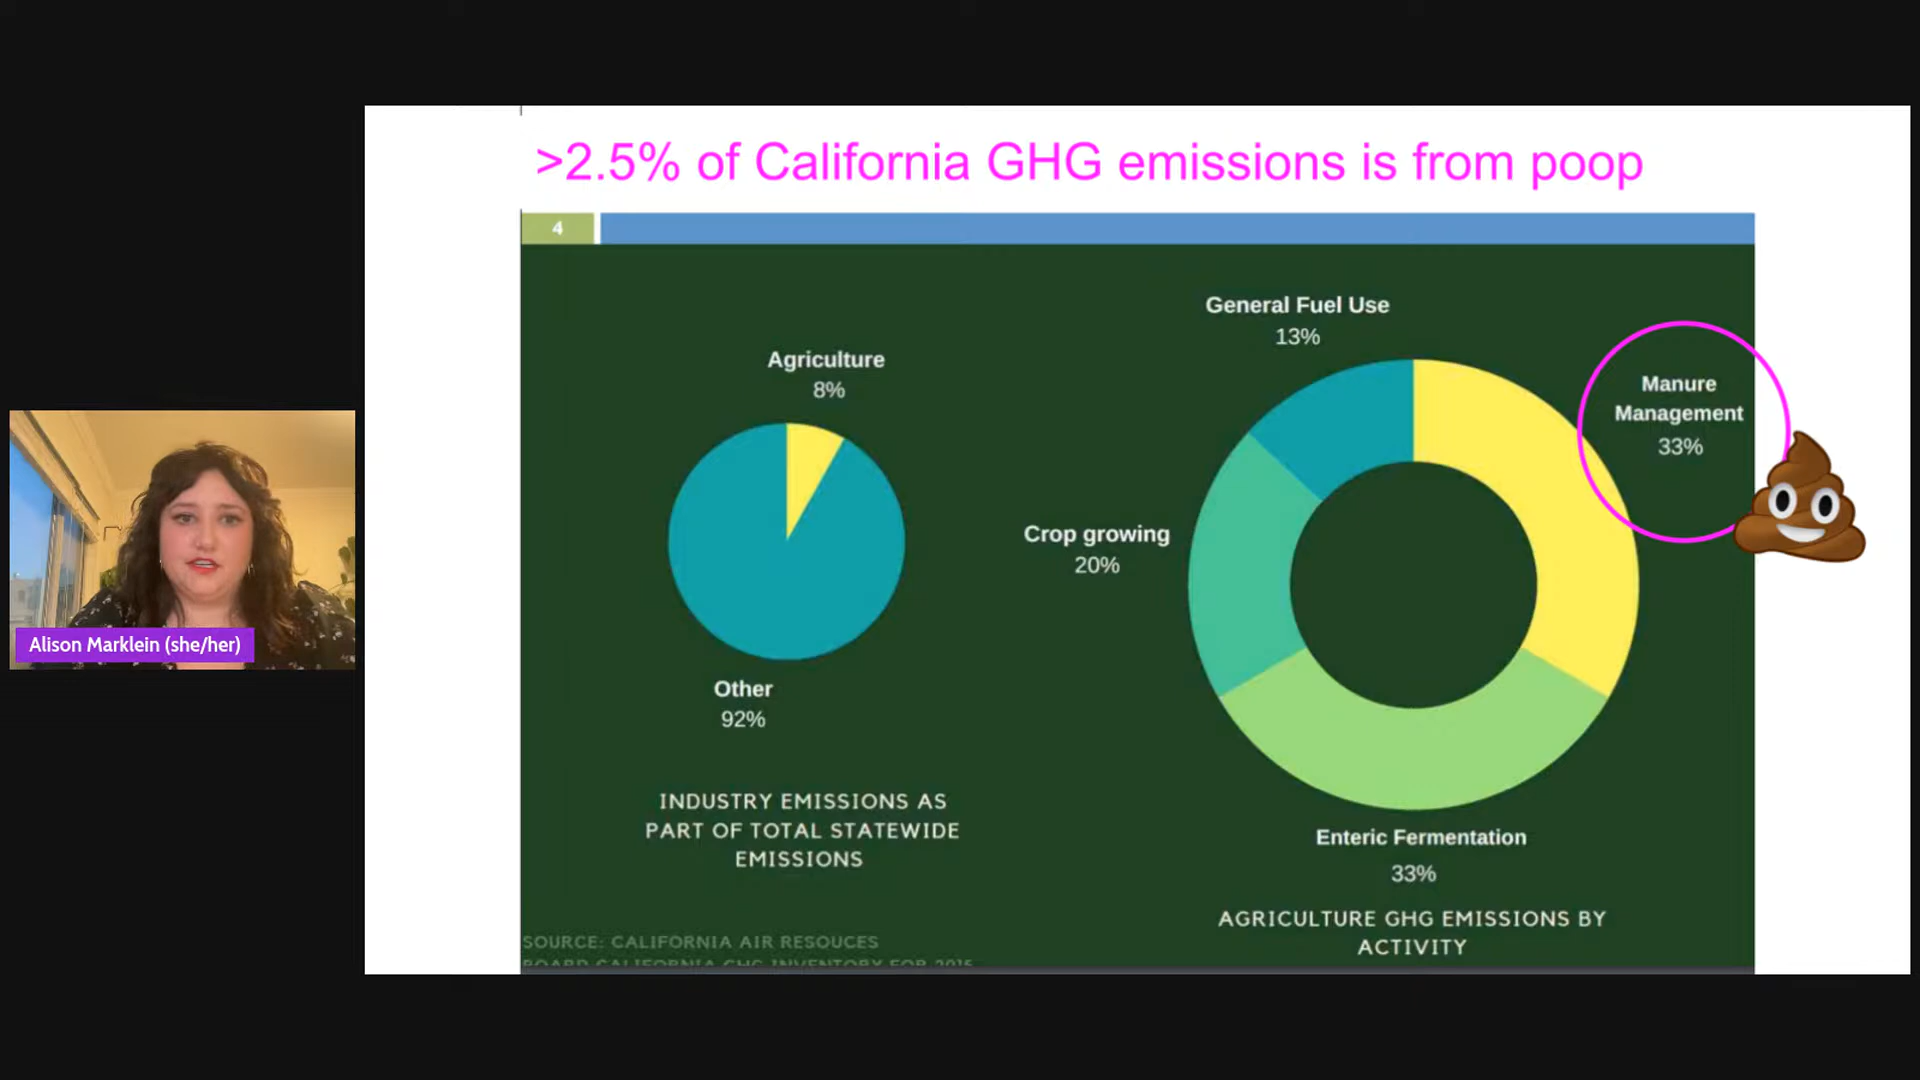 >2.5% of California GHG emissions is from poop
4
General Fuel Use
13%
Agriculture
8%
Manure
Management
33%
Crop growing
20%
Alison Marklein (she/her)
Other
92%
INDUSTRY EMISSIONS AS
PART OF TOTAL STATEWIDE
EMISSIONS
Enteric Fermentation
33%
AGRICULTURE GHG EMISSIONS BY
ACTIVITY
SOURCE: CALIFORNIA AIR RESOUCES
BOARD CALIFORNIA GHG INVENTORY FOR 2015